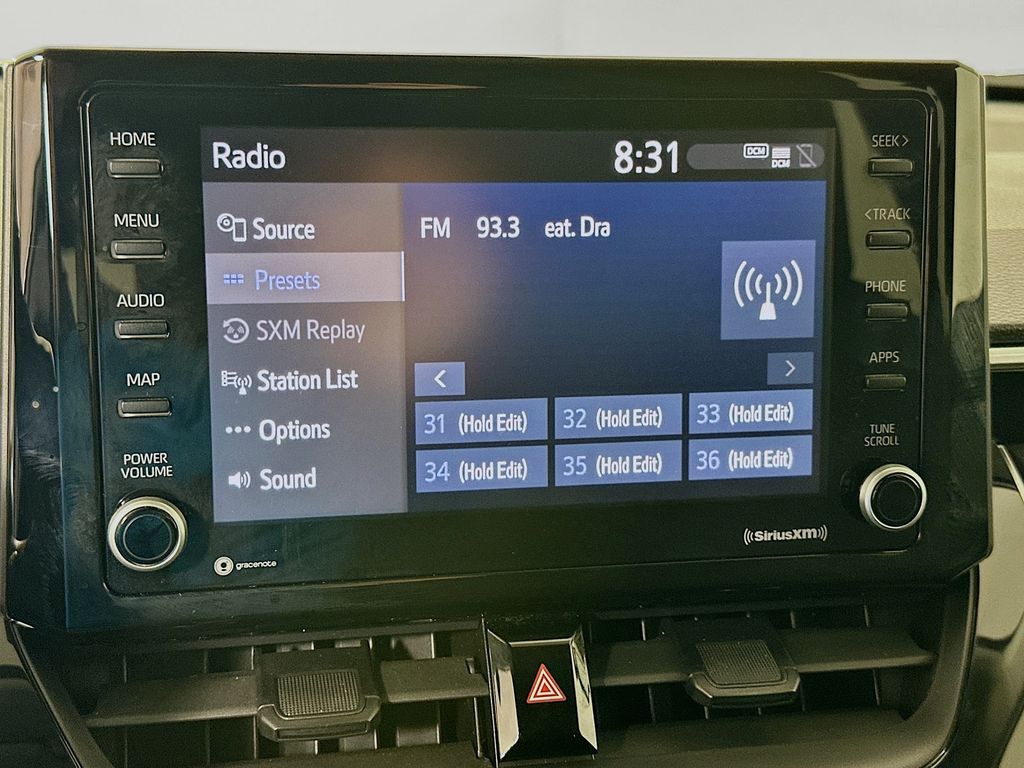 HOME
MENU
AUDIO
MAP
POWER
VOLUME
Radio
8:31
DCM
DCM
Source
Presets
SXM Replay
Station List
Options
Sound
FM 93.3 eat. Dra
<
>
31 (Hold Edit)
32 (Hold Edit)
33 (Hold Edit)
34 (Hold Edit)
35 (Hold Edit)
36 (Hold Edit)
SEEK >
< TRACK
PHONE
APPS
TUNE
SCROLL
gracenote
((SiriusXM))